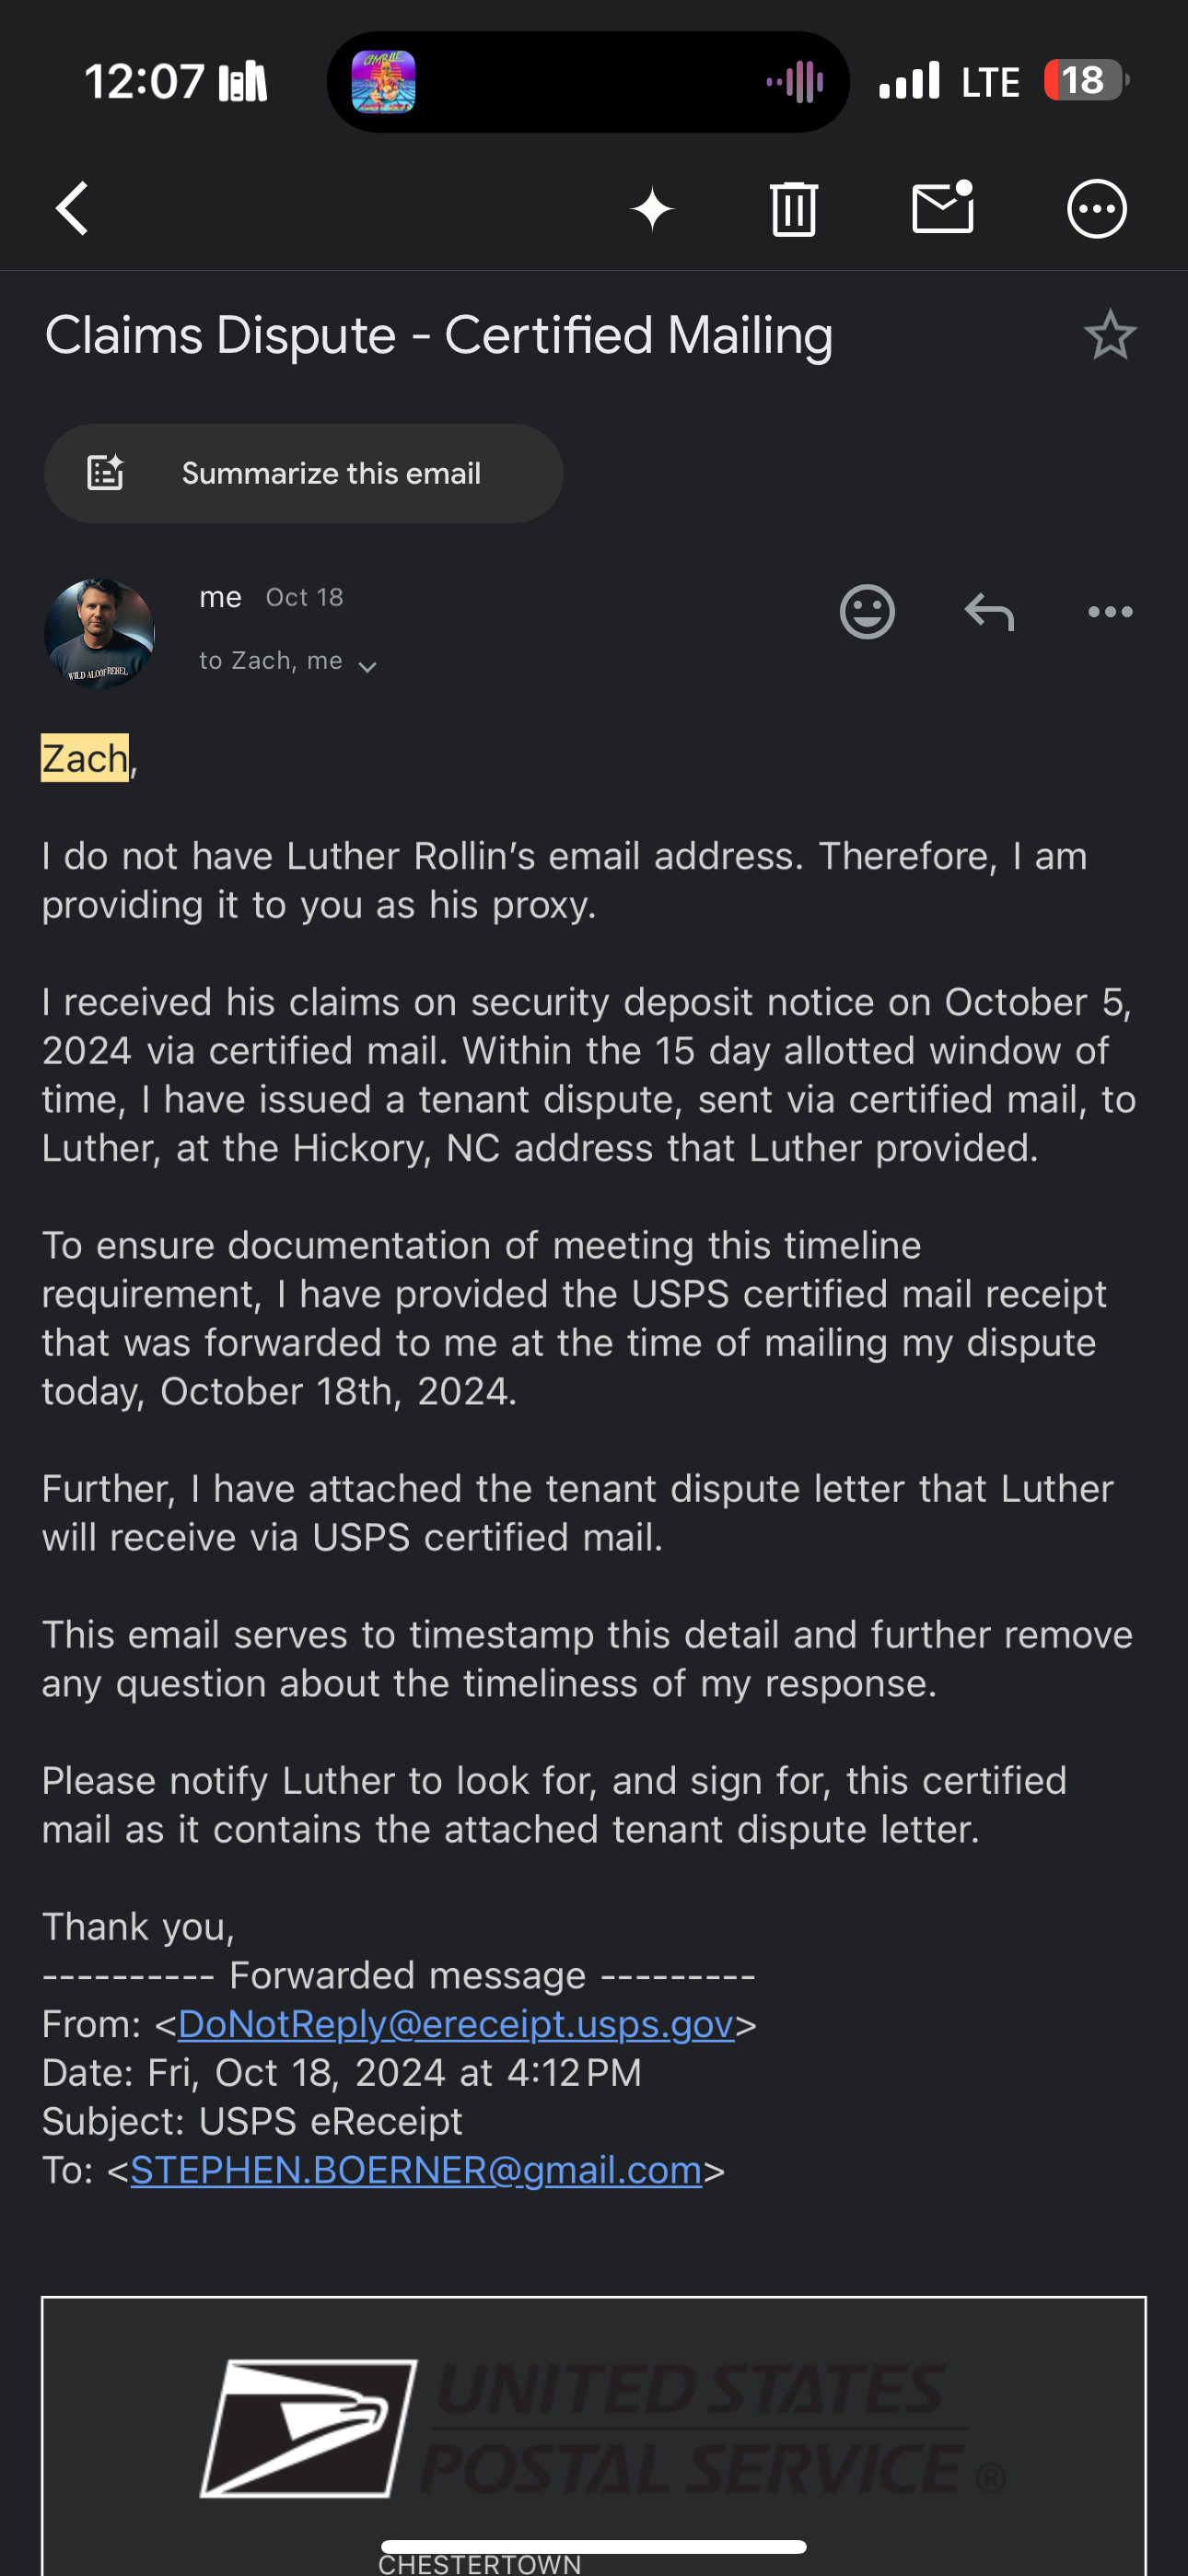 12:07
LTE
18
Claims Dispute - Certified Mailing
Summarize this email
me Oct 18
to Zach, me
WILD ALOOF REBEL
Zach,
I do not have Luther Rollin’s email address. Therefore, I am
providing it to you as his proxy.
I received his claims on security deposit notice on October 5,
2024 via certified mail. Within the 15 day allotted window of
time, I have issued a tenant dispute, sent via certified mail, to
Luther, at the Hickory, NC address that Luther provided.
To ensure documentation of meeting this timeline
requirement, I have provided the USPS certified mail receipt
that was forwarded to me at the time of mailing my dispute
today, October 18th, 2024.
Further, I have attached the tenant dispute letter that Luther
will receive via USPS certified mail.
This email serves to timestamp this detail and further remove
any question about the timeliness of my response.
Please notify Luther to look for, and sign for, this certified
mail as it contains the attached tenant dispute letter.
Thank you,
---------- Forwarded message ---------
From: <DoNotReply@ereceipt.usps.gov>
Date: Fri, Oct 18, 2024 at 4:12 PM
Subject: USPS eReceipt
To: <STEPHEN.BOERNER@gmail.com>
UNITED STATES
POSTAL SERVICE ®
CHESTERTOWN